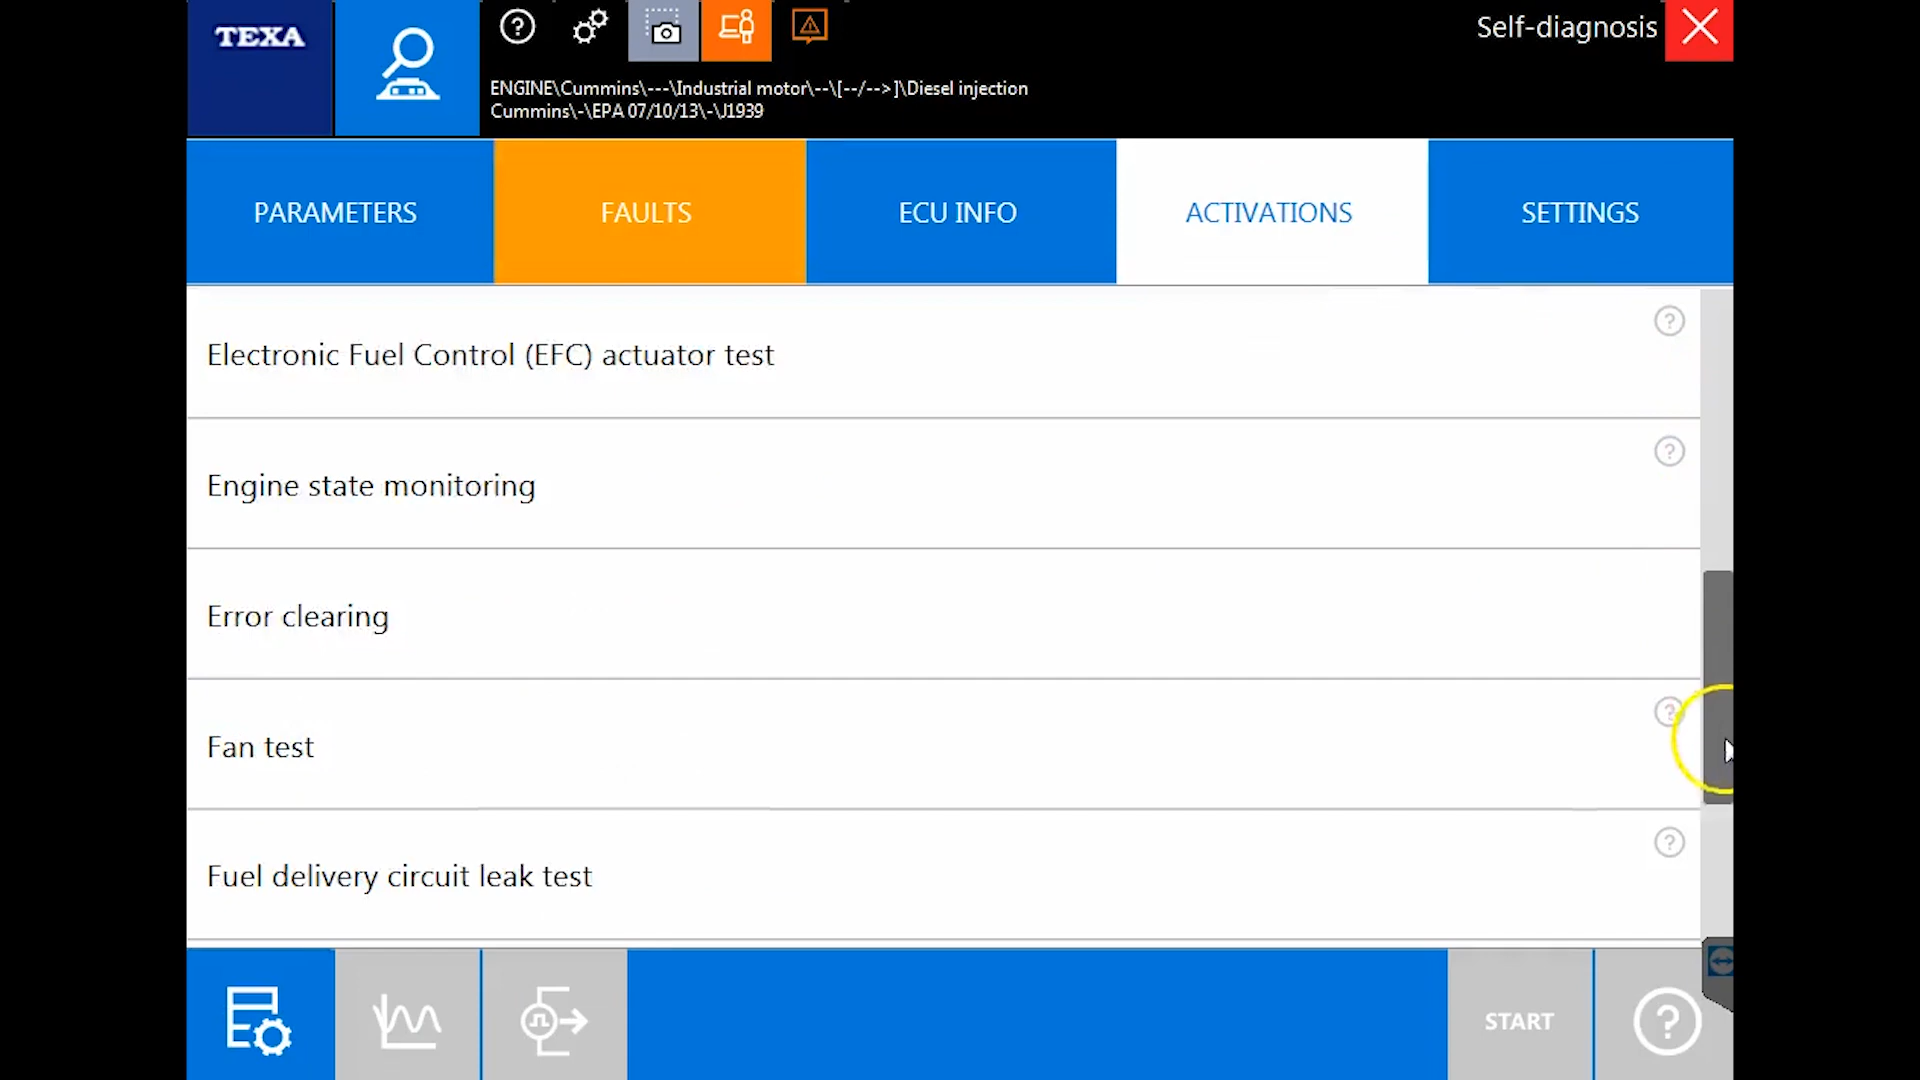 TEXA
Self-diagnosis
ENGINE\Cummins\---\Industrial motor\--\[--/-->]\Diesel injection
Cummins\-\EPA 07/10/13\-\J1939
PARAMETERS
FAULTS
ECU INFO
ACTIVATIONS
SETTINGS
Electronic Fuel Control (EFC) actuator test
Engine state monitoring
Error clearing
Fan test
Fuel delivery circuit leak test
START